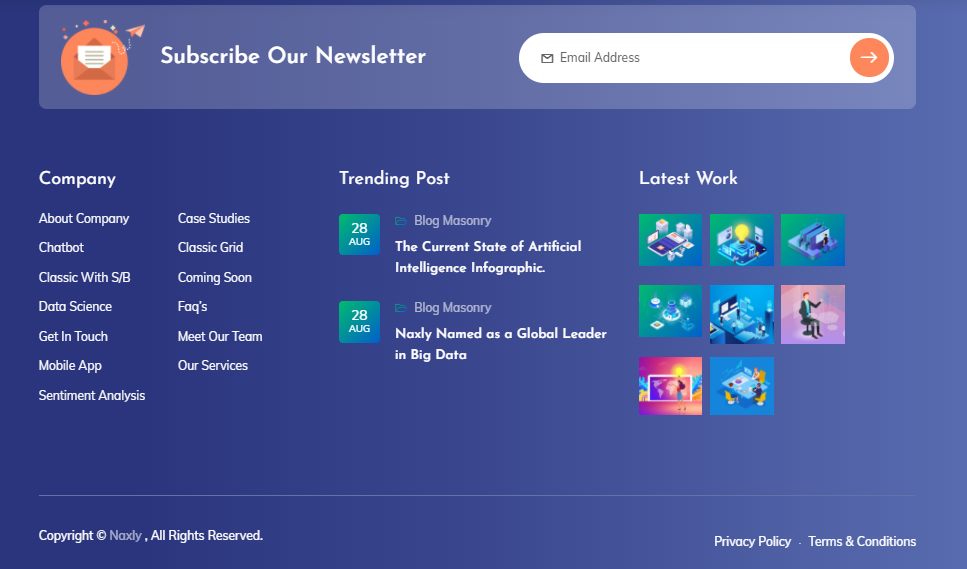 Subscribe Our Newsletter
Email Address
Company
About Company
Chatbot
Classic With S/B
Data Science
Get In Touch
Mobile App
Sentiment Analysis
Case Studies
Classic Grid
Coming Soon
Faq's
Meet Our Team
Our Services
Trending Post
28
AUG
Blog Masonry
The Current State of Artificial
Intelligence Infographic.
28
AUG
Blog Masonry
Naxly Named as a Global Leader
in Big Data
Latest Work
Copyright © Naxly , All Rights Reserved.
Privacy Policy - Terms & Conditions